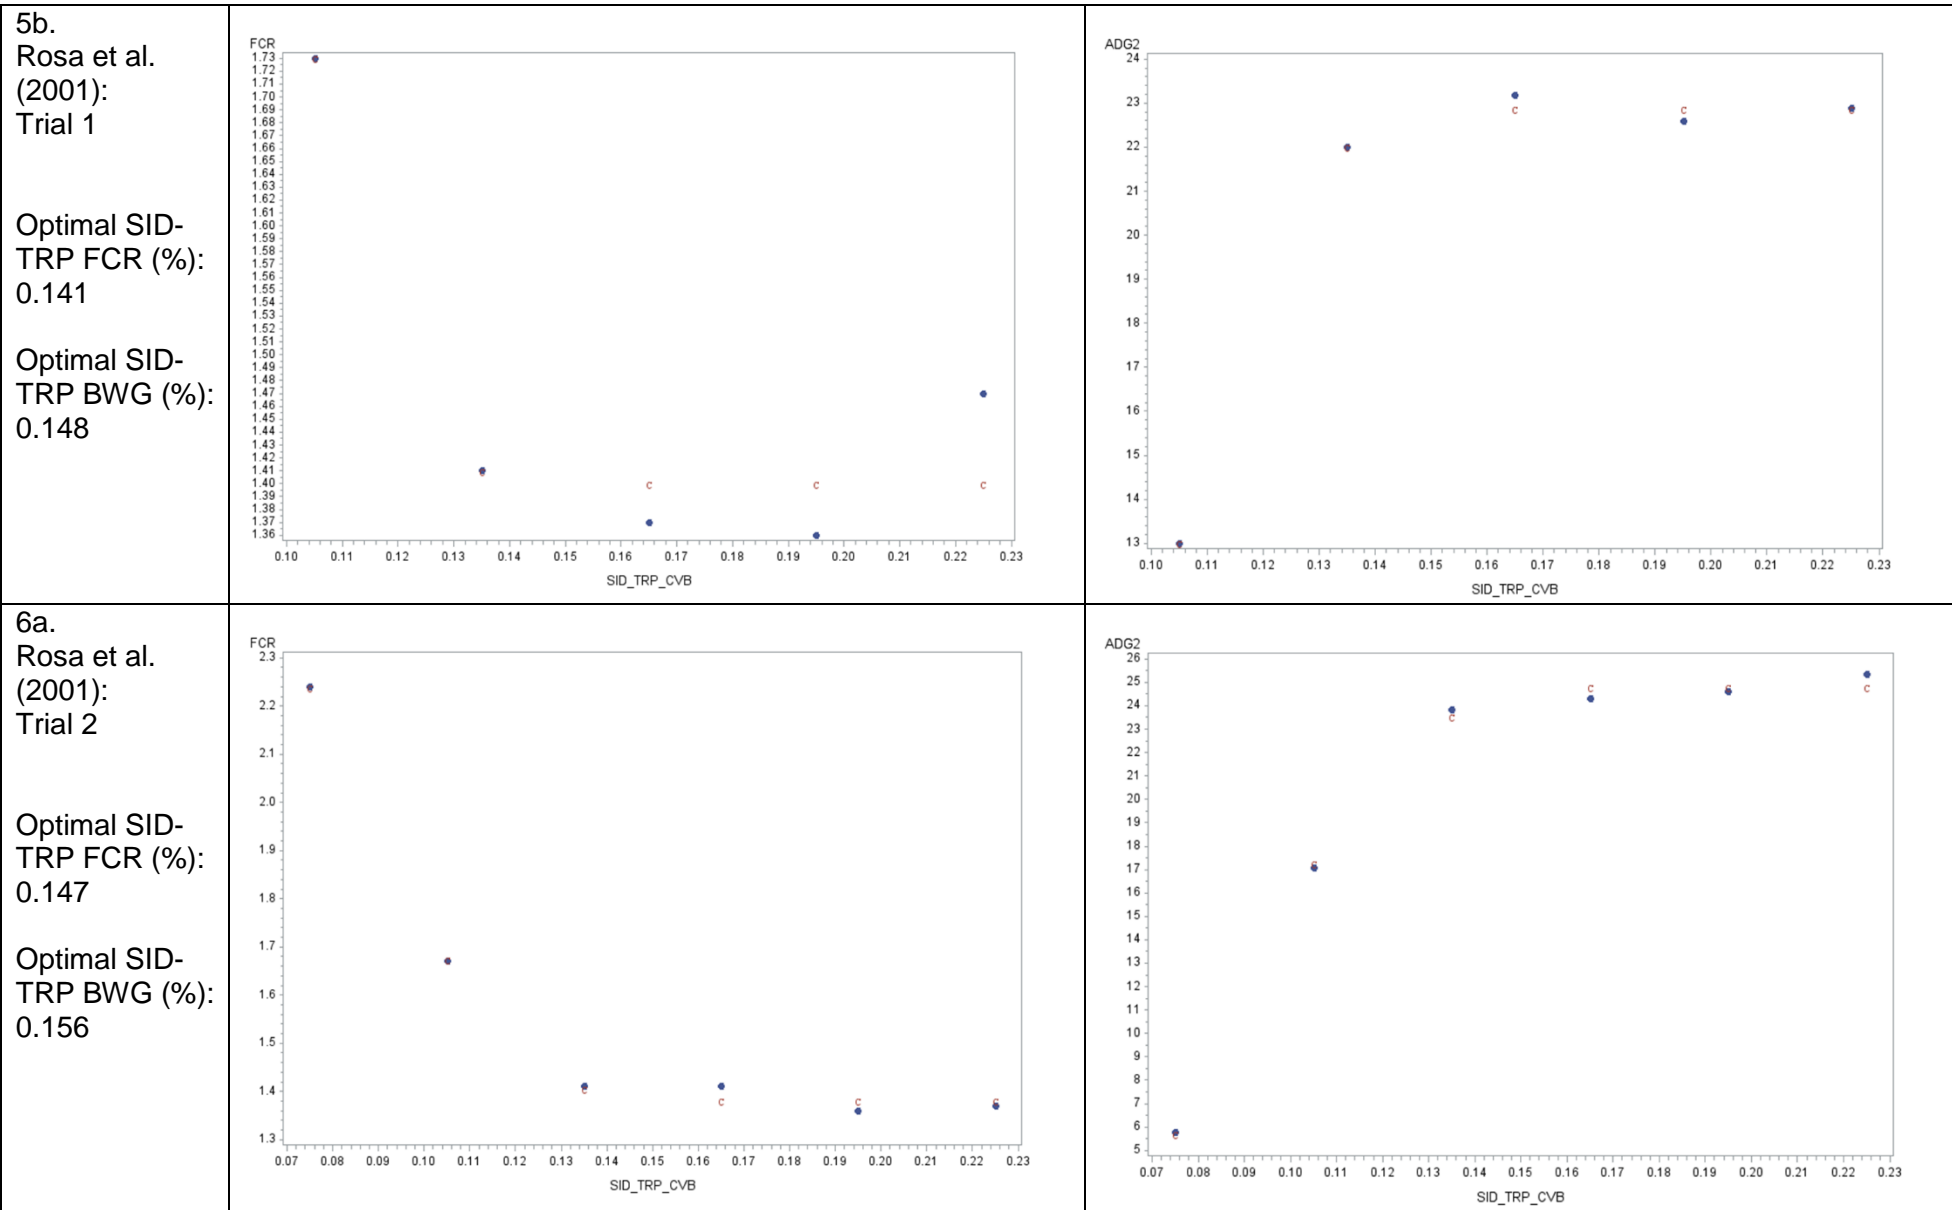 5b.
Rosa et al.
(2001):
Trial 1
Optimal SID-
TRP FCR (%):
0.141
Optimal SID-
TRP BWG (%):
0.148
FCR
1.73
1.72
1.71
1.70
1.69
1.68
1.67
1.66
1.65
1.64
1.63
1.62
1.61
1.60
1.59
1.58
1.57
1.56
1.55
1.54
1.53
1.52
1.51
1.50
1.49
1.48
1.47
1.46
1.45
1.44
1.43
1.42
1.41
1.40
1.39
1.38
1.37
1.36
C C C
0.10 0.11 0.12 0.13 0.14 0.15 0.16 0.17 0.18 0.19 0.20 0.21 0.22 0.23
SID_TRP_CVB
ADG2
24
23
22
21
20
19
18
17
16
15
14
13
C C C
0.10 0.11 0.12 0.13 0.14 0.15 0.16 0.17 0.18 0.19 0.20 0.21 0.22 0.23
SID_TRP_CVB
6a.
Rosa et al.
(2001):
Trial 2
Optimal SID-
TRP FCR (%):
0.147
Optimal SID-
TRP BWG (%):
0.156
FCR
2.3
2.2
2.1
2.0
1.9
1.8
1.7
1.6
1.5
1.4
1.3
C C C C
0.07 0.08 0.09 0.10 0.11 0.12 0.13 0.14 0.15 0.16 0.17 0.18 0.19 0.20 0.21 0.22 0.23
SID_TRP_CVB
ADG2
26
25
24
23
22
21
20
19
18
17
16
15
14
13
12
11
10
9
8
7
6
5
C C C C C C
0.07 0.08 0.09 0.10 0.11 0.12 0.13 0.14 0.15 0.16 0.17 0.18 0.19 0.20 0.21 0.22 0.23
SID_TRP_CVB